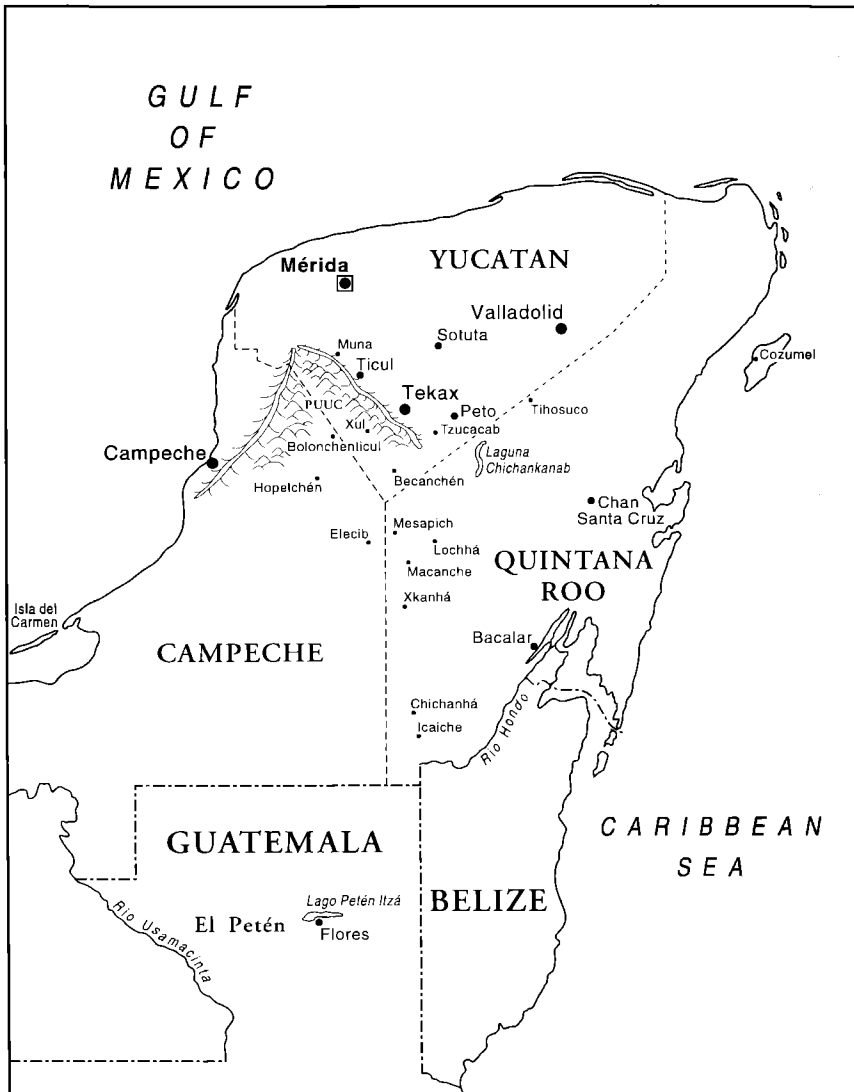 GULF
OF
MEXICO
YUCATAN
Mérida
Valladolid
Muna
Sotuta
Ticul
Cozumel
Tekax
PUUC
Peto
Tihosuco
Xul
Tzucacab
Bolonchenticul
Campeche
Laguna
Chichankanab
Hopelchén
Becanchén
Chan
Santa Cruz
Mesapich
Elecib
Lochhá
QUINTANA
ROO
Macanche
Xkanhá
Isla del
Carmen
Bacalar
CAMPECHE
Chichanhá
Icaiche
Rio Hondo
CARIBBEAN
SEA
GUATEMALA
BELIZE
Lago Petén Itzá
El Petén
Flores
Rio Usamacinta